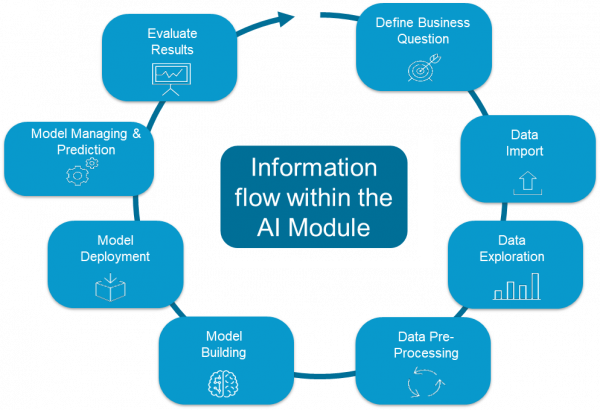 Define Business
Question
Data
Import
Data
Exploration
Data Pre-
Processing
Model
Building
Model
Deployment
Model Managing &
Prediction
Evaluate
Results
Information
flow within the
AI Module